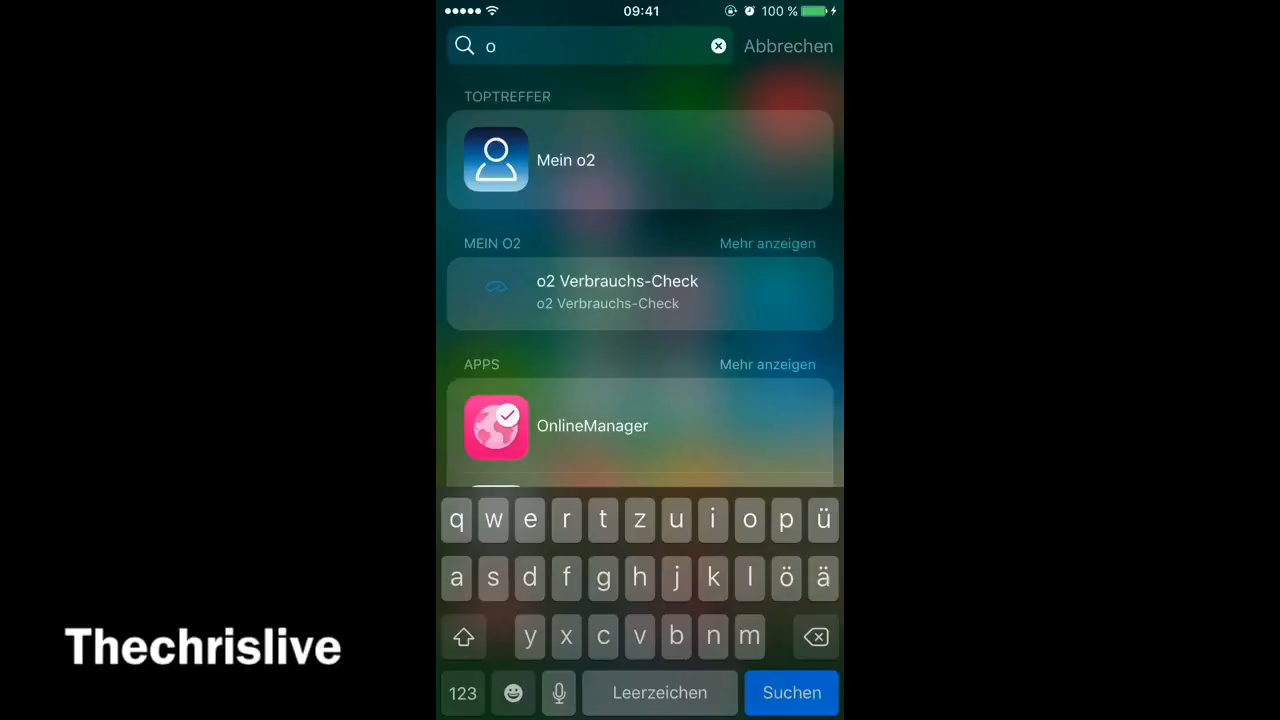 09:41
100 %
o
Abbrechen
TOPTREFFER
Mein o2
MEIN O2
Mehr anzeigen
o2 Verbrauchs-Check
o2 Verbrauchs-Check
APPS
Mehr anzeigen
OnlineManager
q w e r t z u i o p ü
a s d f g h j k l ö ä
y x c v b n m
123
Leerzeichen
Suchen
Thechrislive